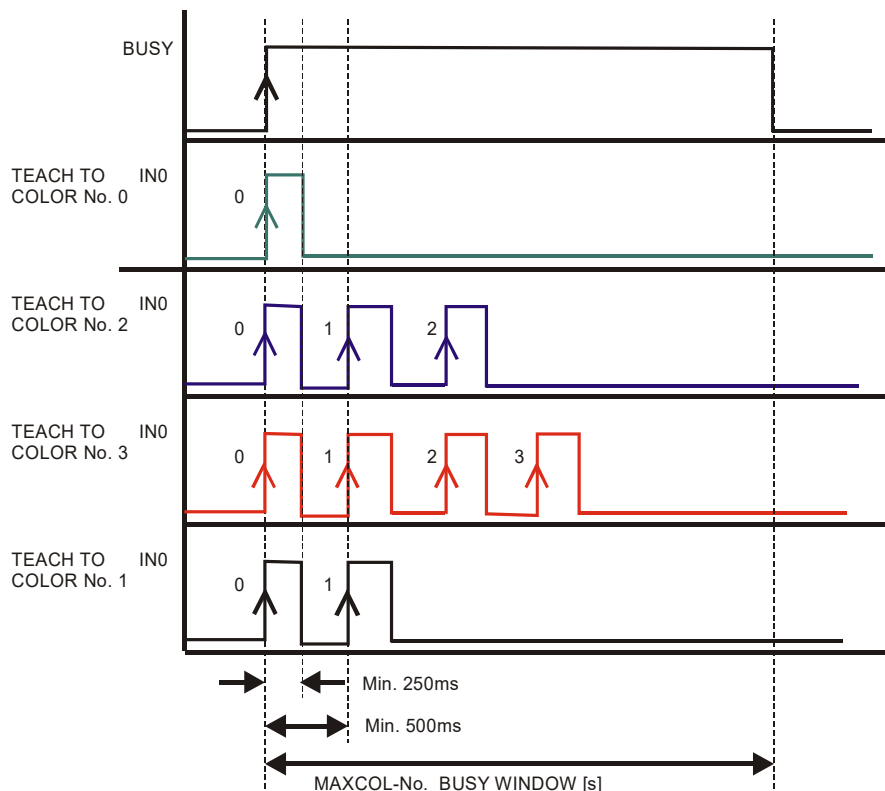 BUSY
TEACH TO IN0
COLOR No. 0
0
TEACH TO IN0
COLOR No. 2
0 1 2
TEACH TO IN0
COLOR No. 3
0 1 2 3
TEACH TO IN0
COLOR No. 1
0 1
Min. 250ms
Min. 500ms
MAXCOL-No. BUSY WINDOW [s]